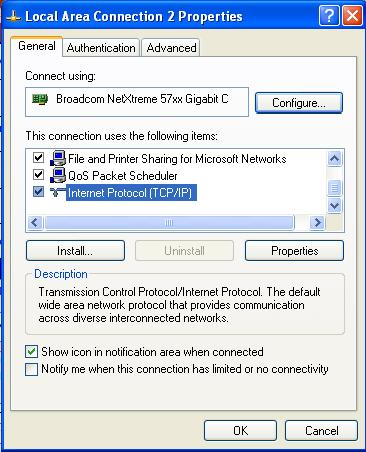 Local Area Connection 2 Properties
General Authentication Advanced
Connect using:
Broadcom NetXtreme 57xx Gigabit C
Configure...
This connection uses the following items:
File and Printer Sharing for Microsoft Networks
QoS Packet Scheduler
Internet Protocol (TCP/IP)
Install... Uninstall Properties
Description
Transmission Control Protocol/Internet Protocol. The default
wide area network protocol that provides communication
across diverse interconnected networks.
Show icon in notification area when connected
Notify me when this connection has limited or no connectivity
OK Cancel